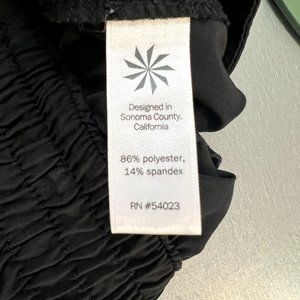 Designed in
Sonoma County,
California
86% polyester,
14% spandex
RN #54023